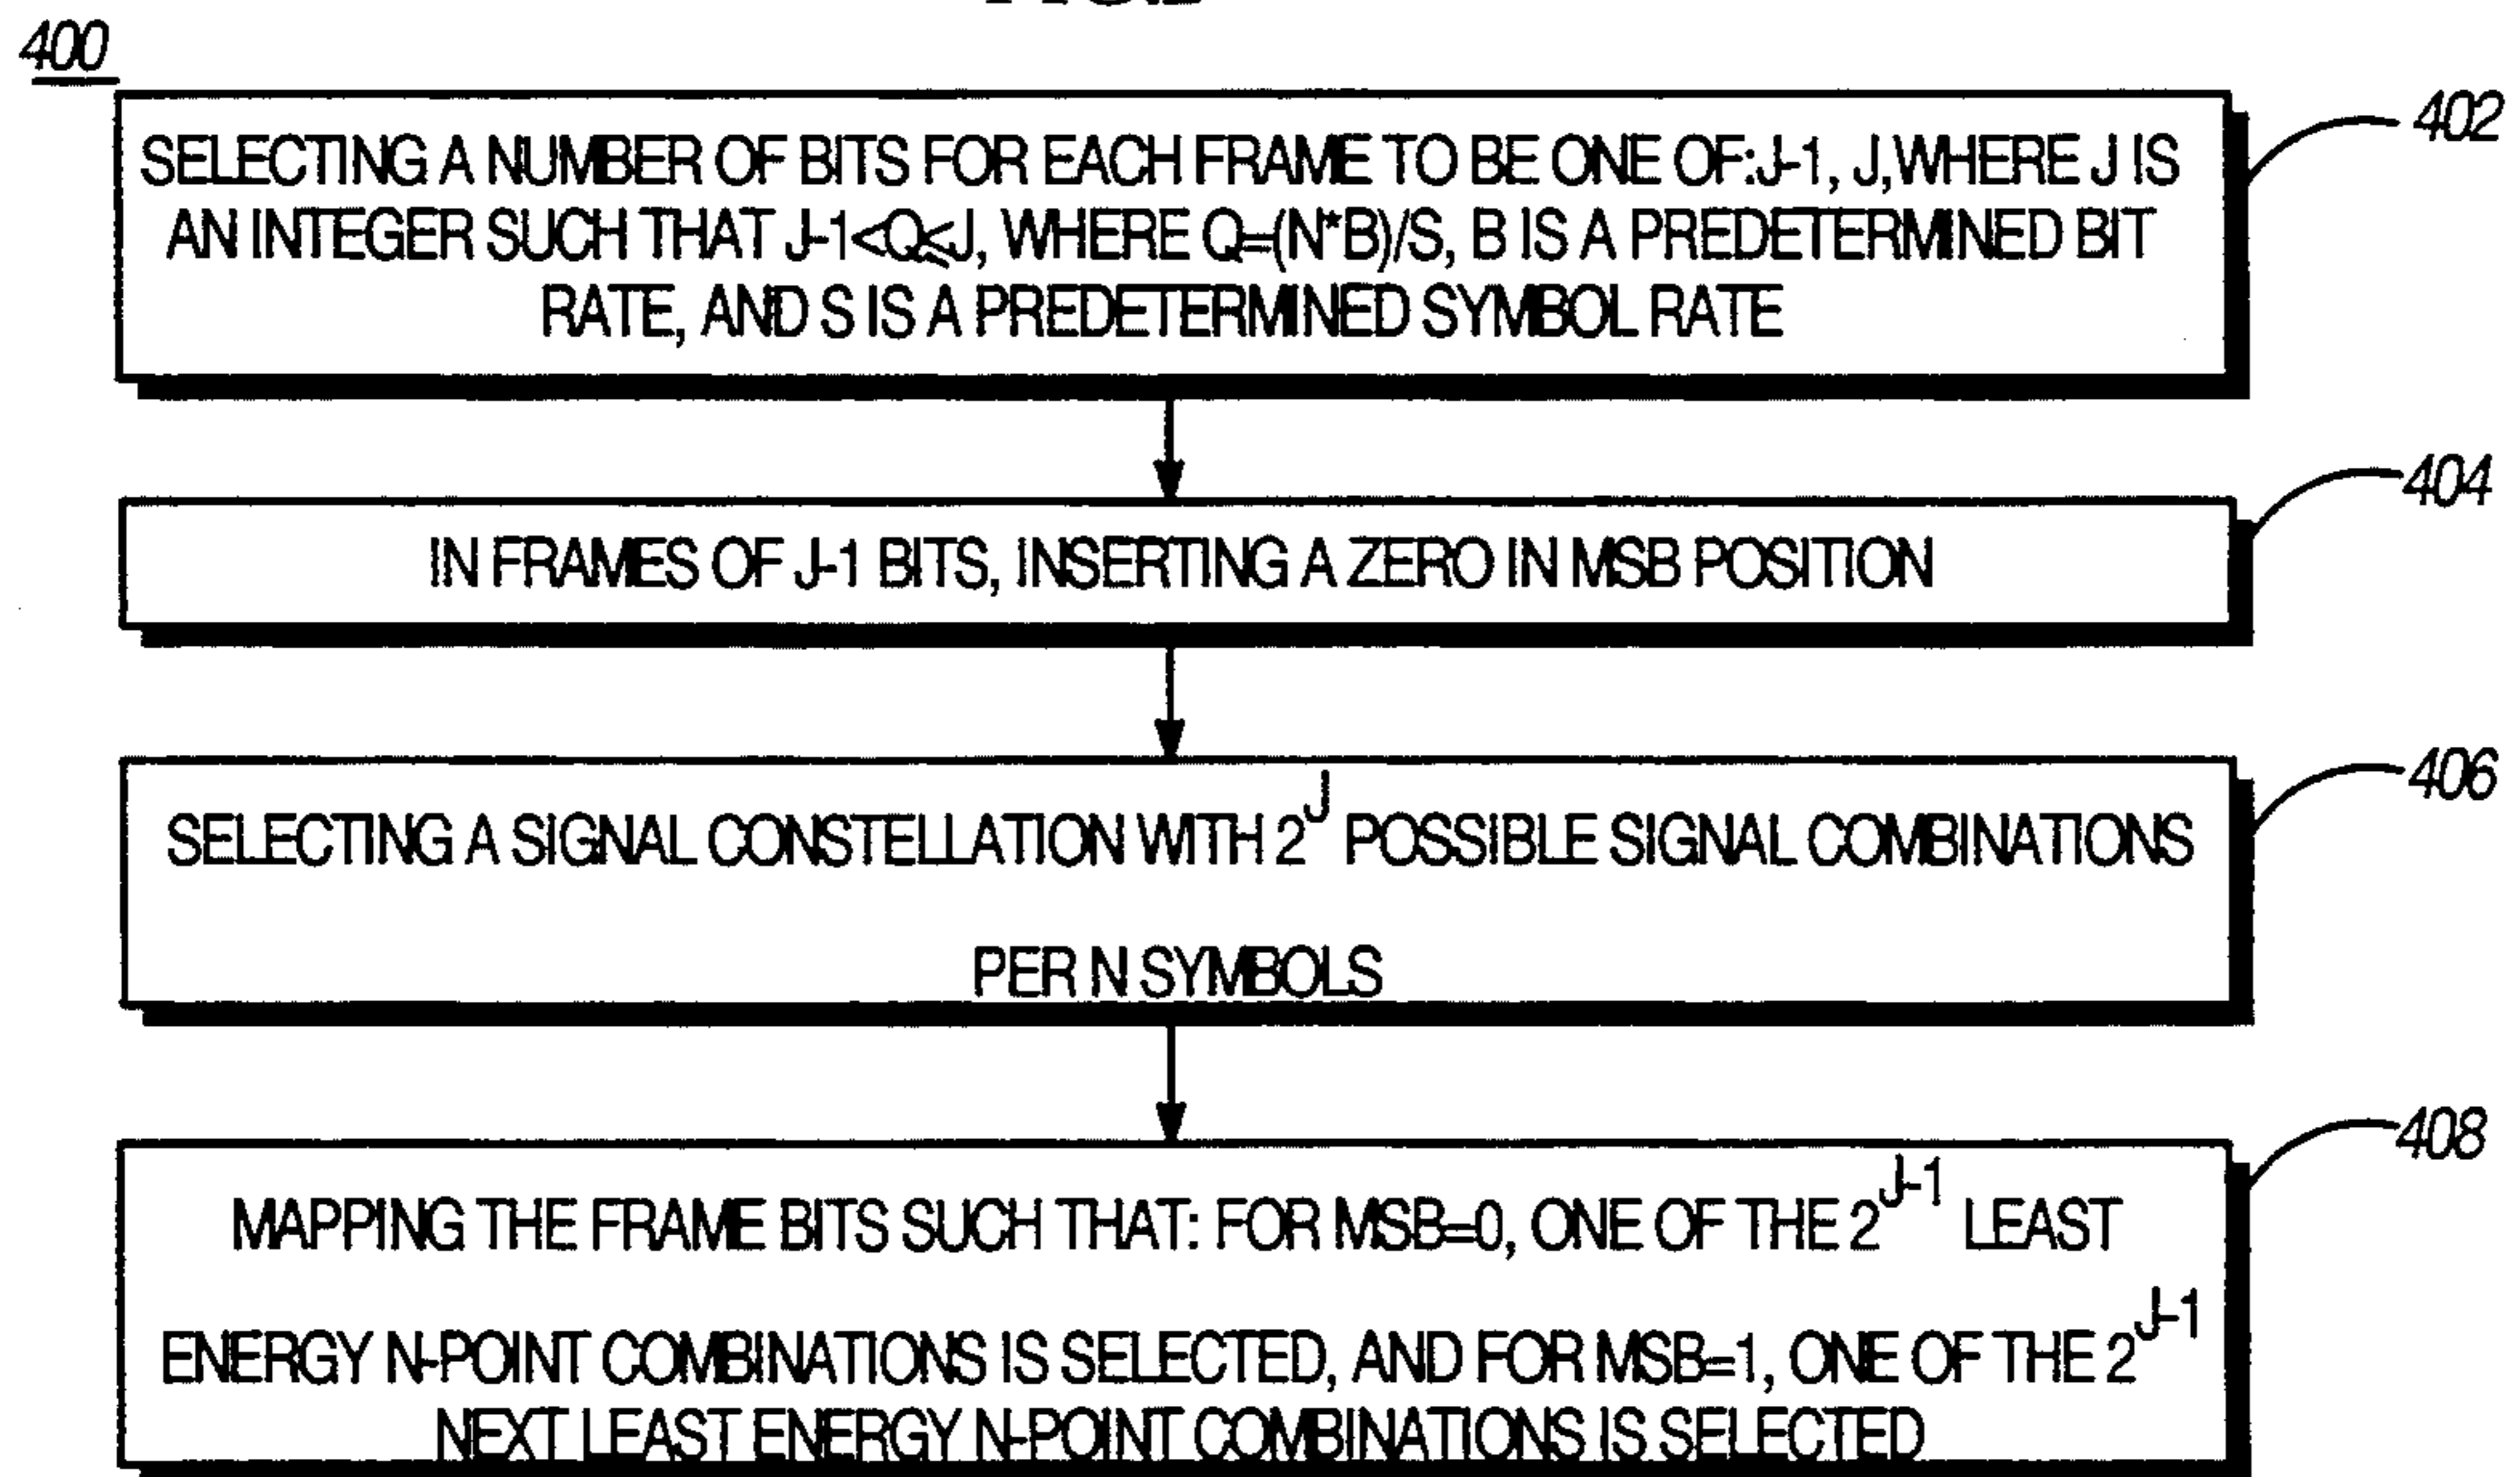 400
402
SELECTING A NUMBER OF BITS FOR EACH FRAME TO BE ONE OF:J-1, J,WHERE J IS
AN INTEGER SUCH THAT J-1<Q≤J, WHERE Q=(N*B)/S, B IS A PREDETERMINED BIT
RATE, AND S IS A PREDETERMINED SYMBOL RATE
404
IN FRAMES OF J-1 BITS, INSERTING A ZERO IN MSB POSITION
406
SELECTING A SIGNAL CONSTELLATION WITH 2^J POSSIBLE SIGNAL COMBINATIONS
PER N SYMBOLS
408
MAPPING THE FRAME BITS SUCH THAT: FOR MSB=0, ONE OF THE 2^J-1 LEAST
ENERGY N-POINT COMBINATIONS IS SELECTED, AND FOR MSB=1, ONE OF THE 2^J-1
NEXT LEAST ENERGY N-POINT COMBINATIONS IS SELECTED